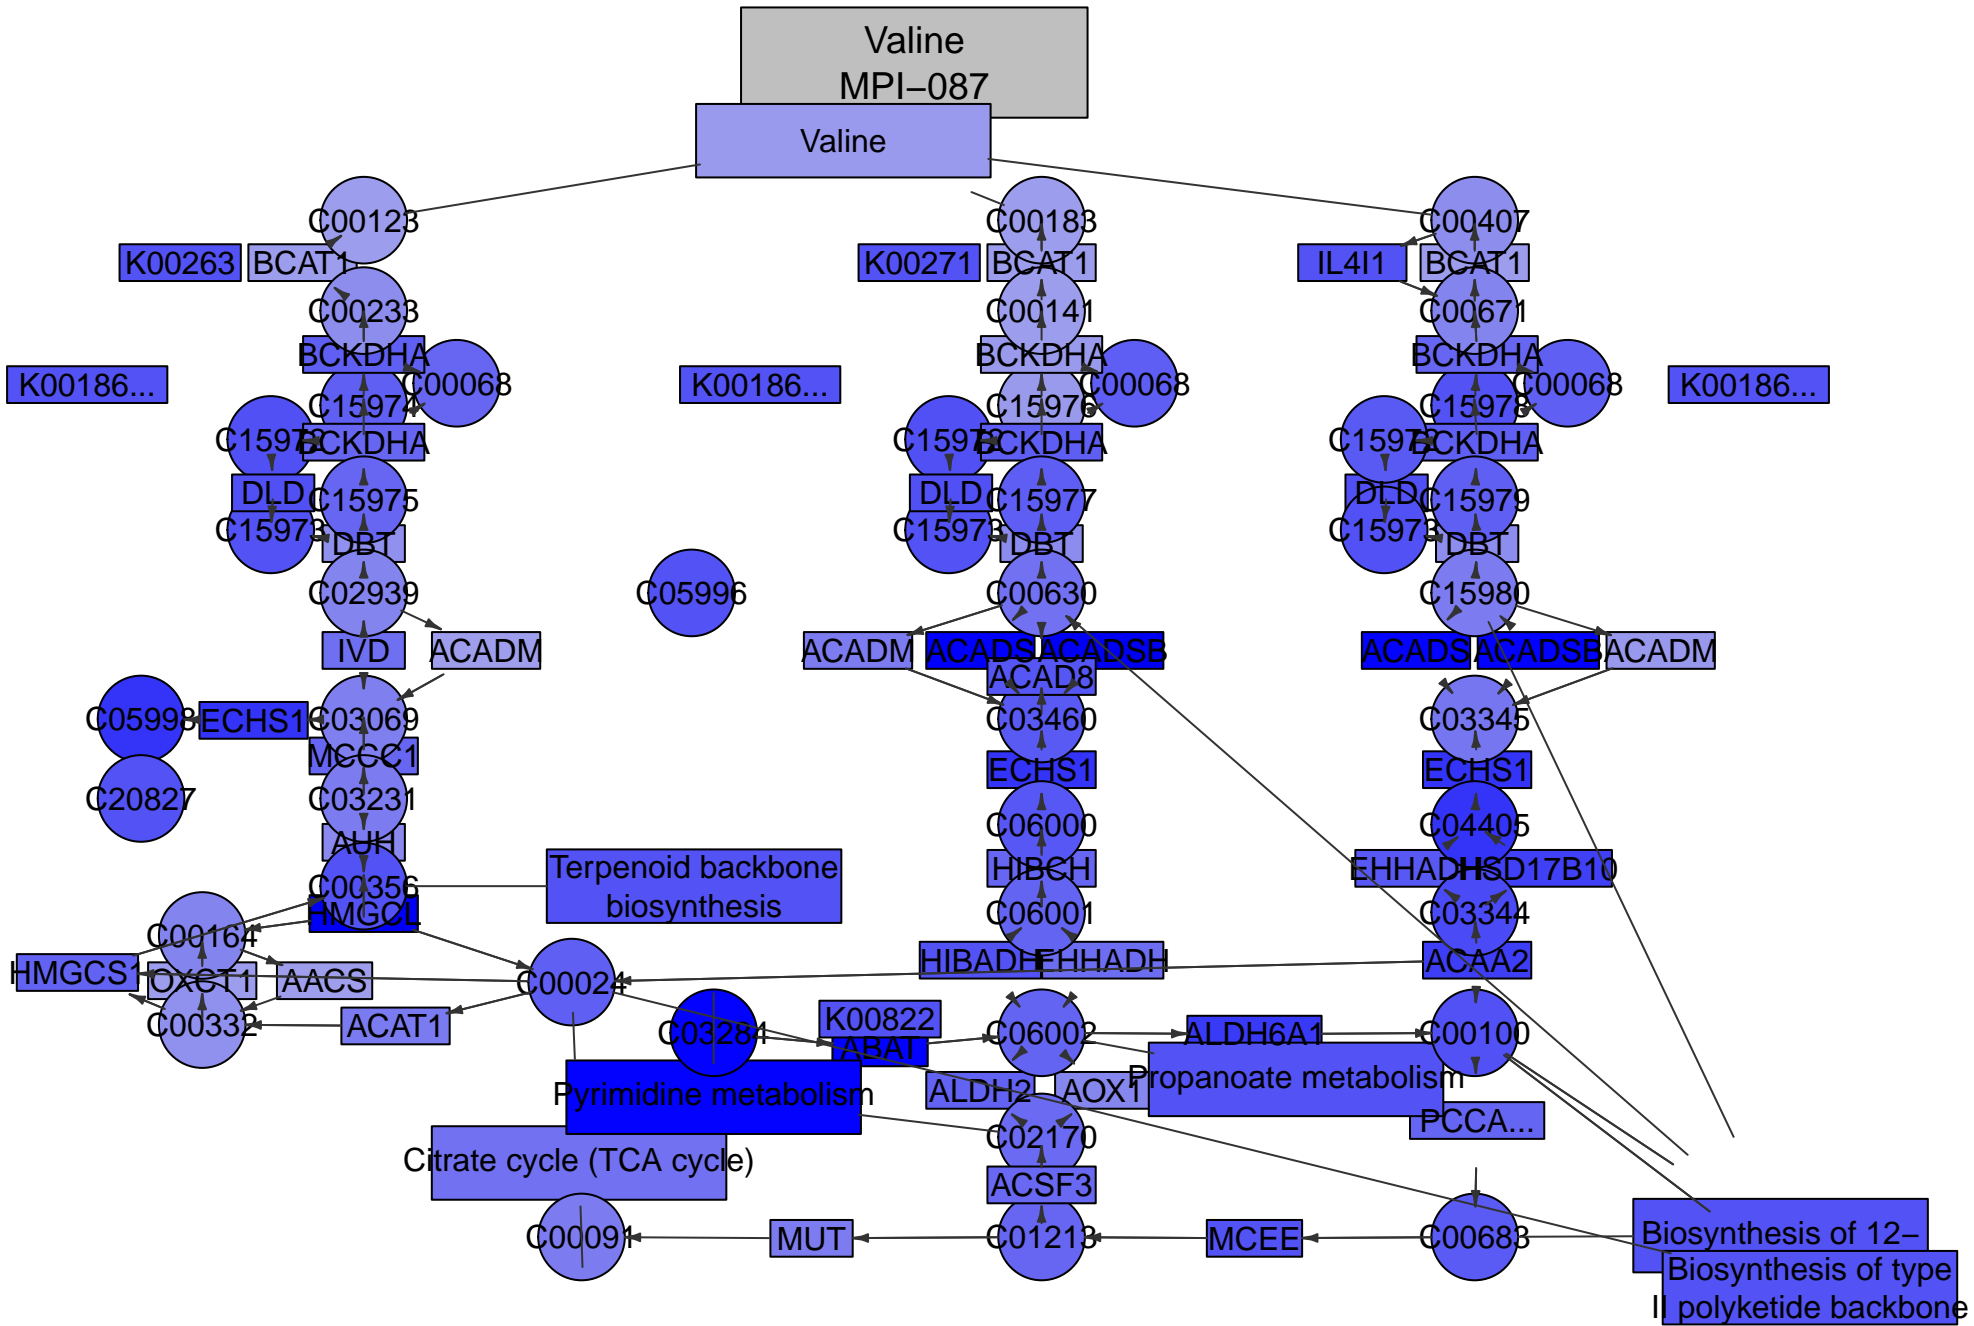 Valine
MPI−087
Valine
C00123
C00183
C00407
K00263
BCAT1
K00271
BCAT1
IL4I1
BCAT1
C00233
C00141
C00671
BCKDHA
BCKDHA
BCKDHA
K00186...
C00068
K00186...
C00068
C00068
K00186...
C15974
C15976
C15978
C15972
BCKDHA
C15972
BCKDHA
C15972
BCKDHA
DLD
C15975
DLD
C15977
DLD
C15979
C15973
DBT
C15973
DBT
C15973
DBT
C02939
C05996
C00630
C15980
IVD
ACADM
ACADM
ACADS
ACADSB
ACADS
ACADSB
ACADM
ACAD8
C05998
ECHS1
C03069
C03460
C03345
MCCC1
ECHS1
ECHS1
C20827
C03231
C06000
C04405
AUH
HIBCH
EHHADH
HSD17B10
Terpenoid backbone
biosynthesis
C00356
HMGCL
C06001
C03344
C00164
HMGCS1
OXCT1
AACS
C00024
HIBADH
EHHADH
ACAA2
C00332
ACAT1
C03284
K00822
ABAT
C06002
ALDH6A1
C00100
Pyrimidine metabolism
ALDH2
AOX1
Propanoate metabolism
PCCA...
C02170
Citrate cycle (TCA cycle)
ACSF3
C00091
MUT
C01213
MCEE
C00683
Biosynthesis of 12−
Biosynthesis of type
II polyketide backbone